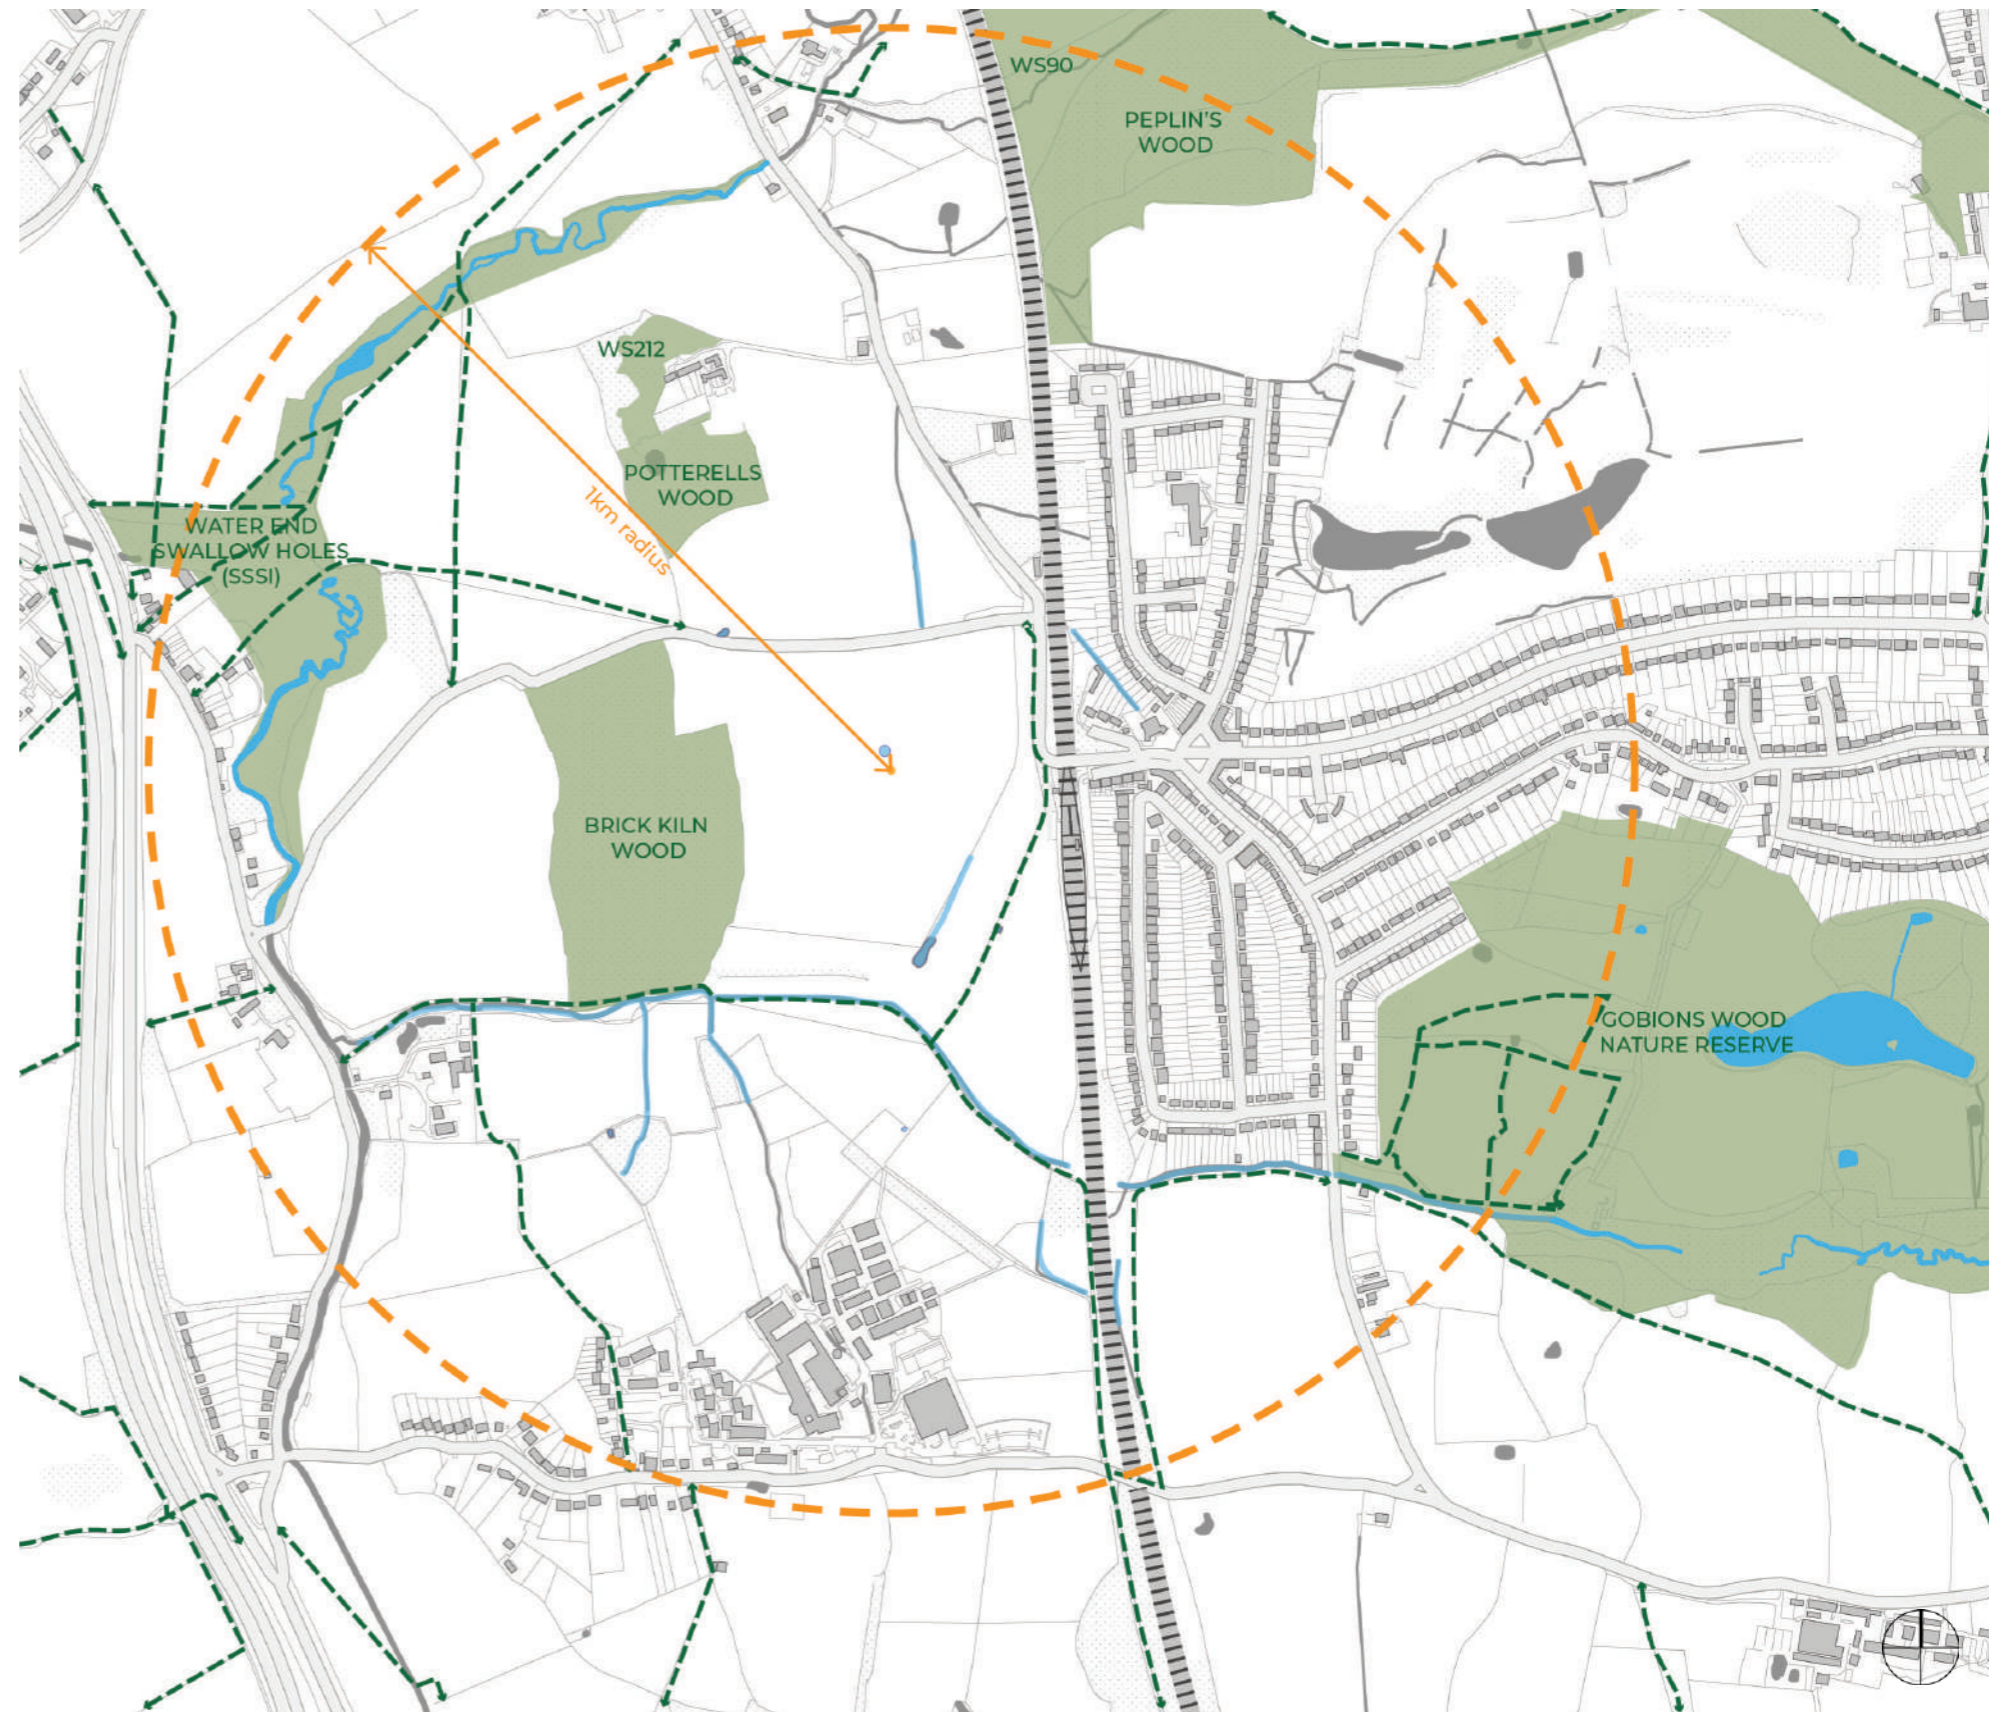 WS90
PEPLIN'S
WOOD
WS212
POTTERELLS
WOOD
1km radius
WATER END
SWALLOW HOLES
(SSSI)
BRICK KILN
WOOD
GOBIONS WOOD
NATURE RESERVE